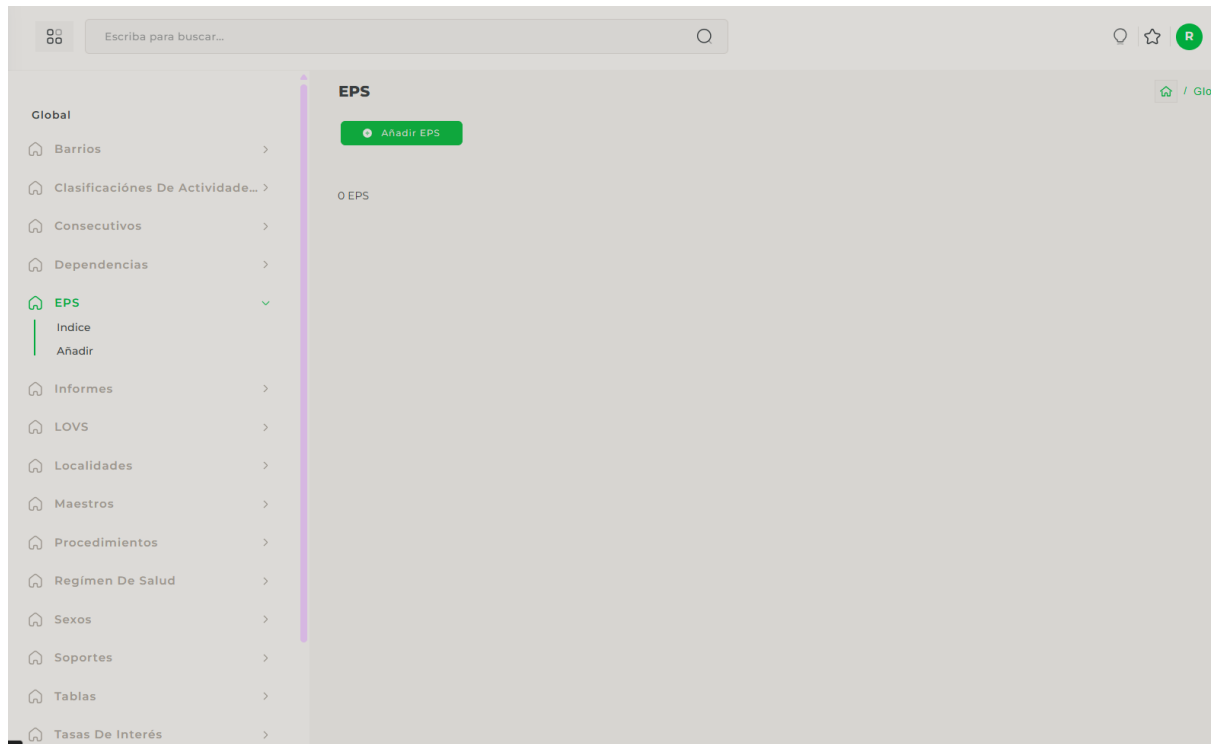 Escriba para buscar...
R
Global
Barrios
Clasificaciónes De Actividade...
Consecutivos
Dependencias
EPS
Indice
Añadir
Informes
LOVS
Localidades
Maestros
Procedimientos
Regímen De Salud
Sexos
Soportes
Tablas
Tasas De Interés
EPS
/ Glo
Añadir EPS
0 EPS